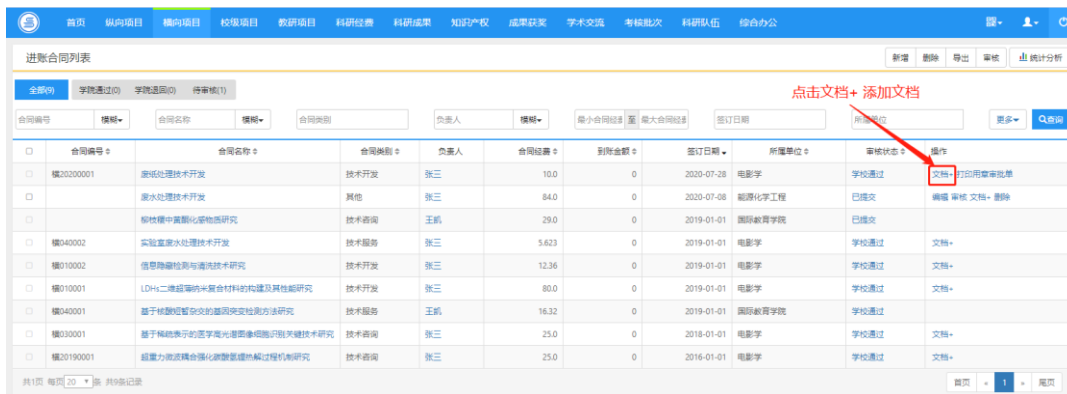 首页 纵向项目 横向项目 校级项目 教研项目 科研经费 科研成果 知识产权 成果获奖 学术交流 考核批次 科研队伍 综合办公
进账合同列表 新增 删除 导出 审核 统计分析
全部(9) 学院通过(0) 学院退回(0) 待审核(1)
点击文档+ 添加文档
合同编号 模糊 合同名称 模糊 合同类别 负责人 模糊 最小合同经费 至 最大合同经费 签订日期 所属单位 更多 查询
合同编号 合同名称 合同类别 负责人 合同经费 到账金额 签订日期 所属单位 审核状态 操作
横20200001 废纸处理技术开发 技术开发 张三 10.0 0 2020-07-28 电影学 学校通过 文档+ 打印用章审批单
废水处理技术开发 其他 张三 84.0 0 2020-07-08 能源化学工程 已提交 编辑 审核 文档+ 删除
柳枝稷中黄酮化感物质研究 技术咨询 王凯 29.0 0 2019-01-01 国际教育学院 已提交
横040002 实验室废水处理技术开发 技术服务 张三 5.623 0 2019-01-01 电影学 学校通过 文档+
横010002 信息隐藏检测与清洗技术研究 技术开发 张三 12.36 0 2019-01-01 电影学 学校通过 文档+
横010001 LDHs二维超薄纳米复合材料的构建及其性能研究 技术开发 张三 80.0 0 2019-01-01 电影学 学校通过 文档+
横040001 基于核酸短暂杂交的基因突变检测方法研究 技术服务 王凯 16.32 0 2019-01-01 国际教育学院 学校通过
横030001 基于稀疏表示的医学高光谱图像细胞识别关键技术研究 技术咨询 张三 25.0 0 2018-01-01 电影学 学校通过 文档+
横20190001 超重力微波耦合强化碳酸氢铵热解过程机制研究 技术咨询 张三 25.0 0 2016-01-01 电影学 学校通过 文档+
共1页 每页 20 条 共9条记录 首页 « 1 » 尾页